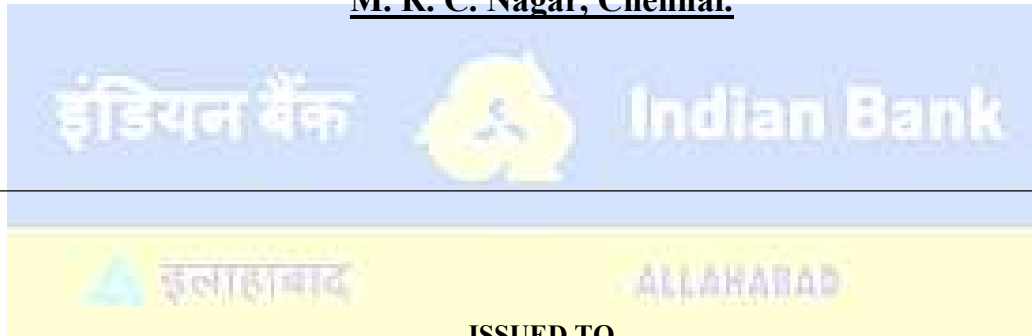 M. R. C. Nagar, Chennai.
इंडियन बैंक Indian Bank
इलाहाबाद ALLAHABAD
ISSUED TO